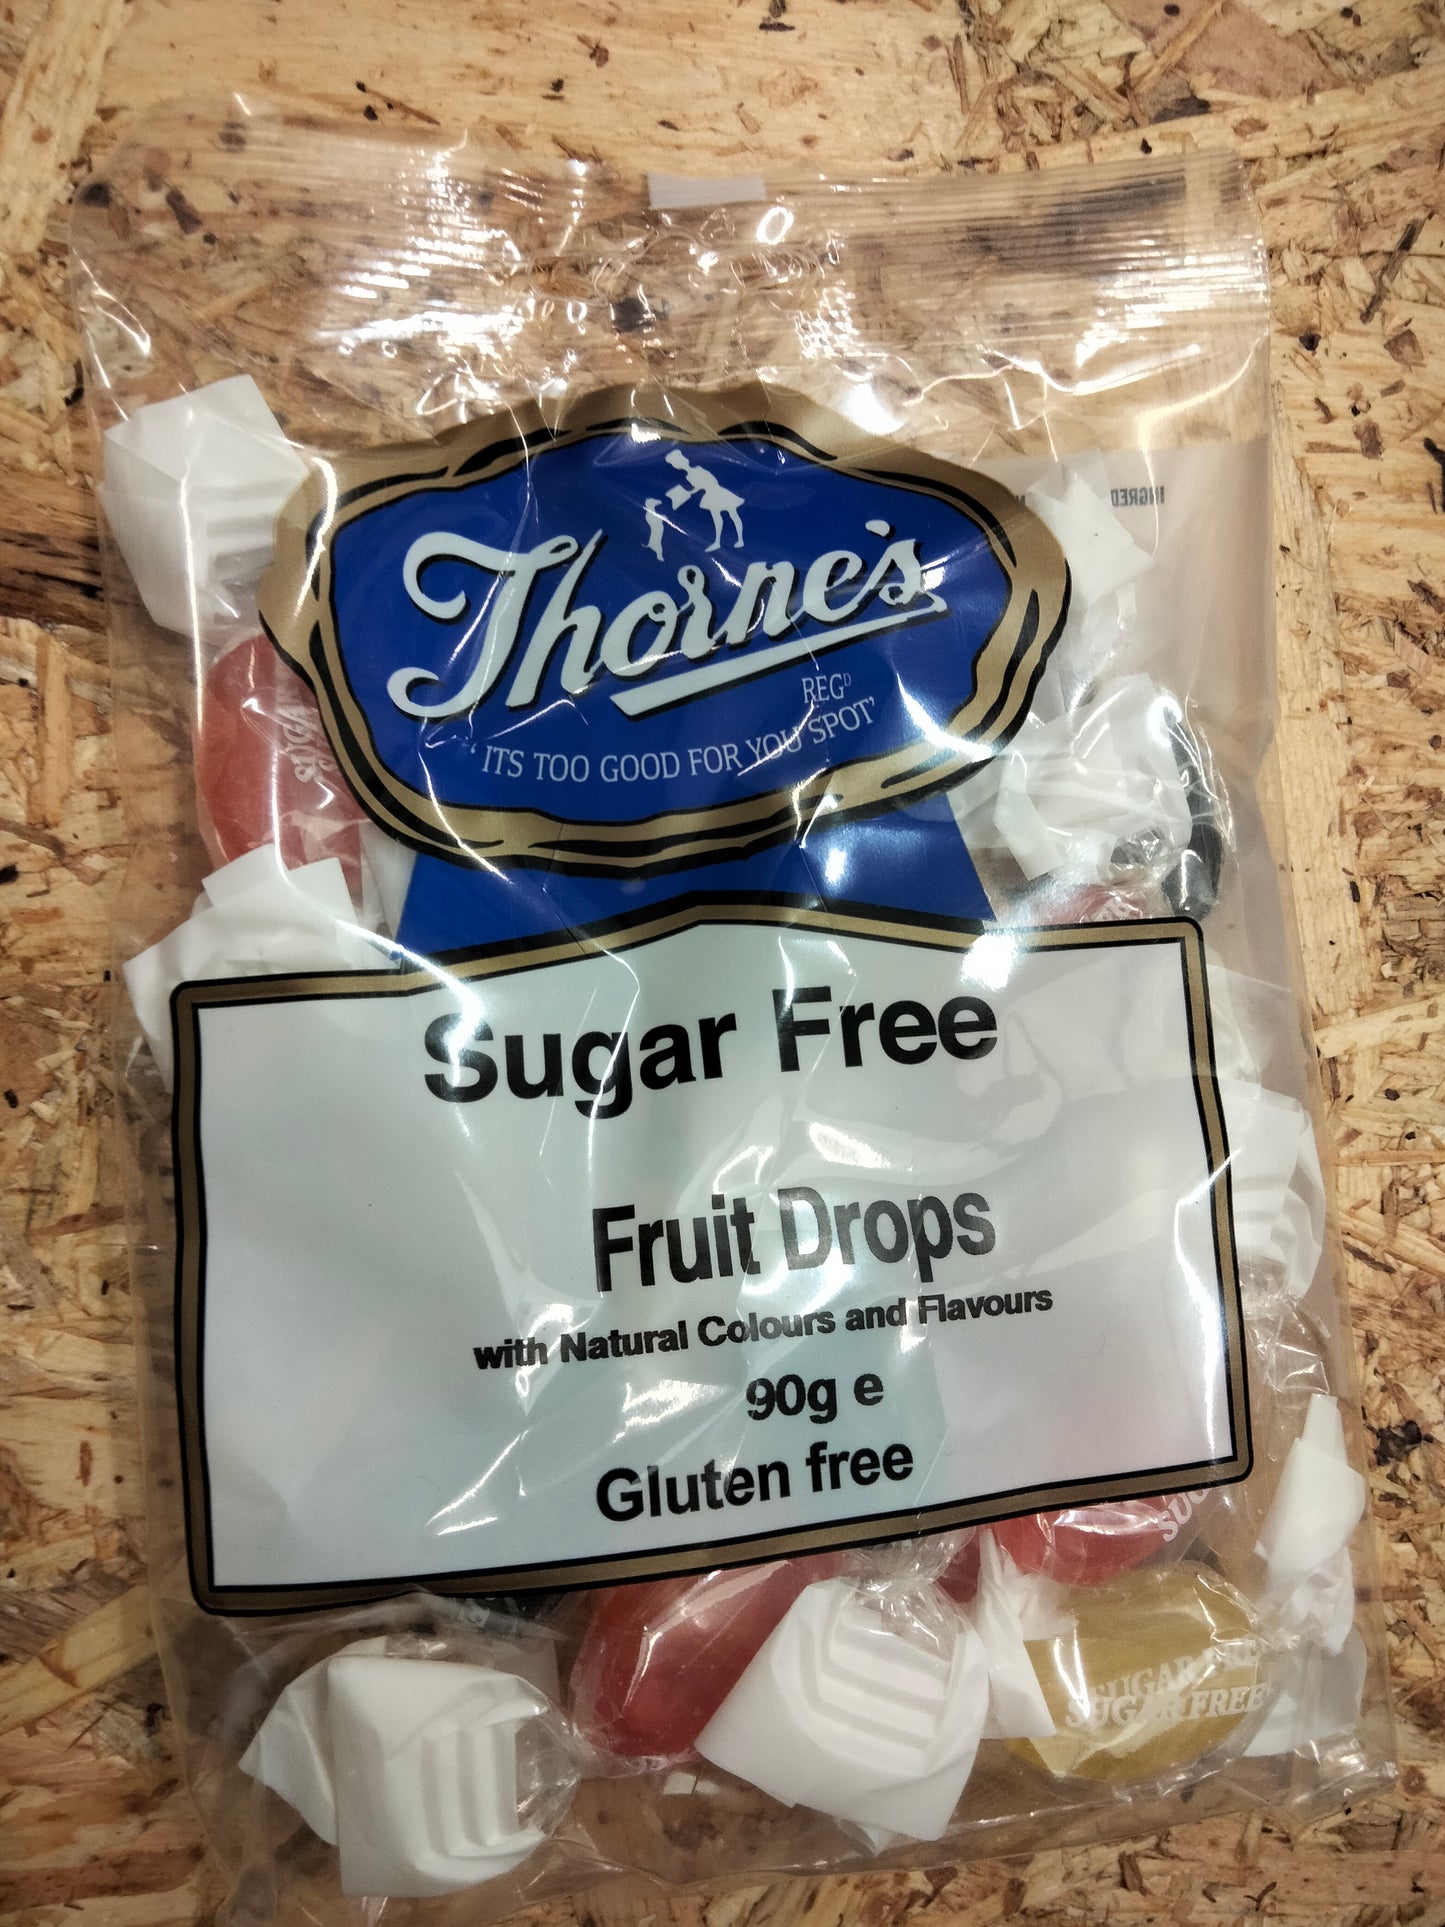 Thorne's
REGD
'ITS TOO GOOD FOR YOU SPOT'
Sugar Free
Fruit Drops
with Natural Colours and Flavours
90g e
Gluten free
SUGAR FREE
SUGAR FREE